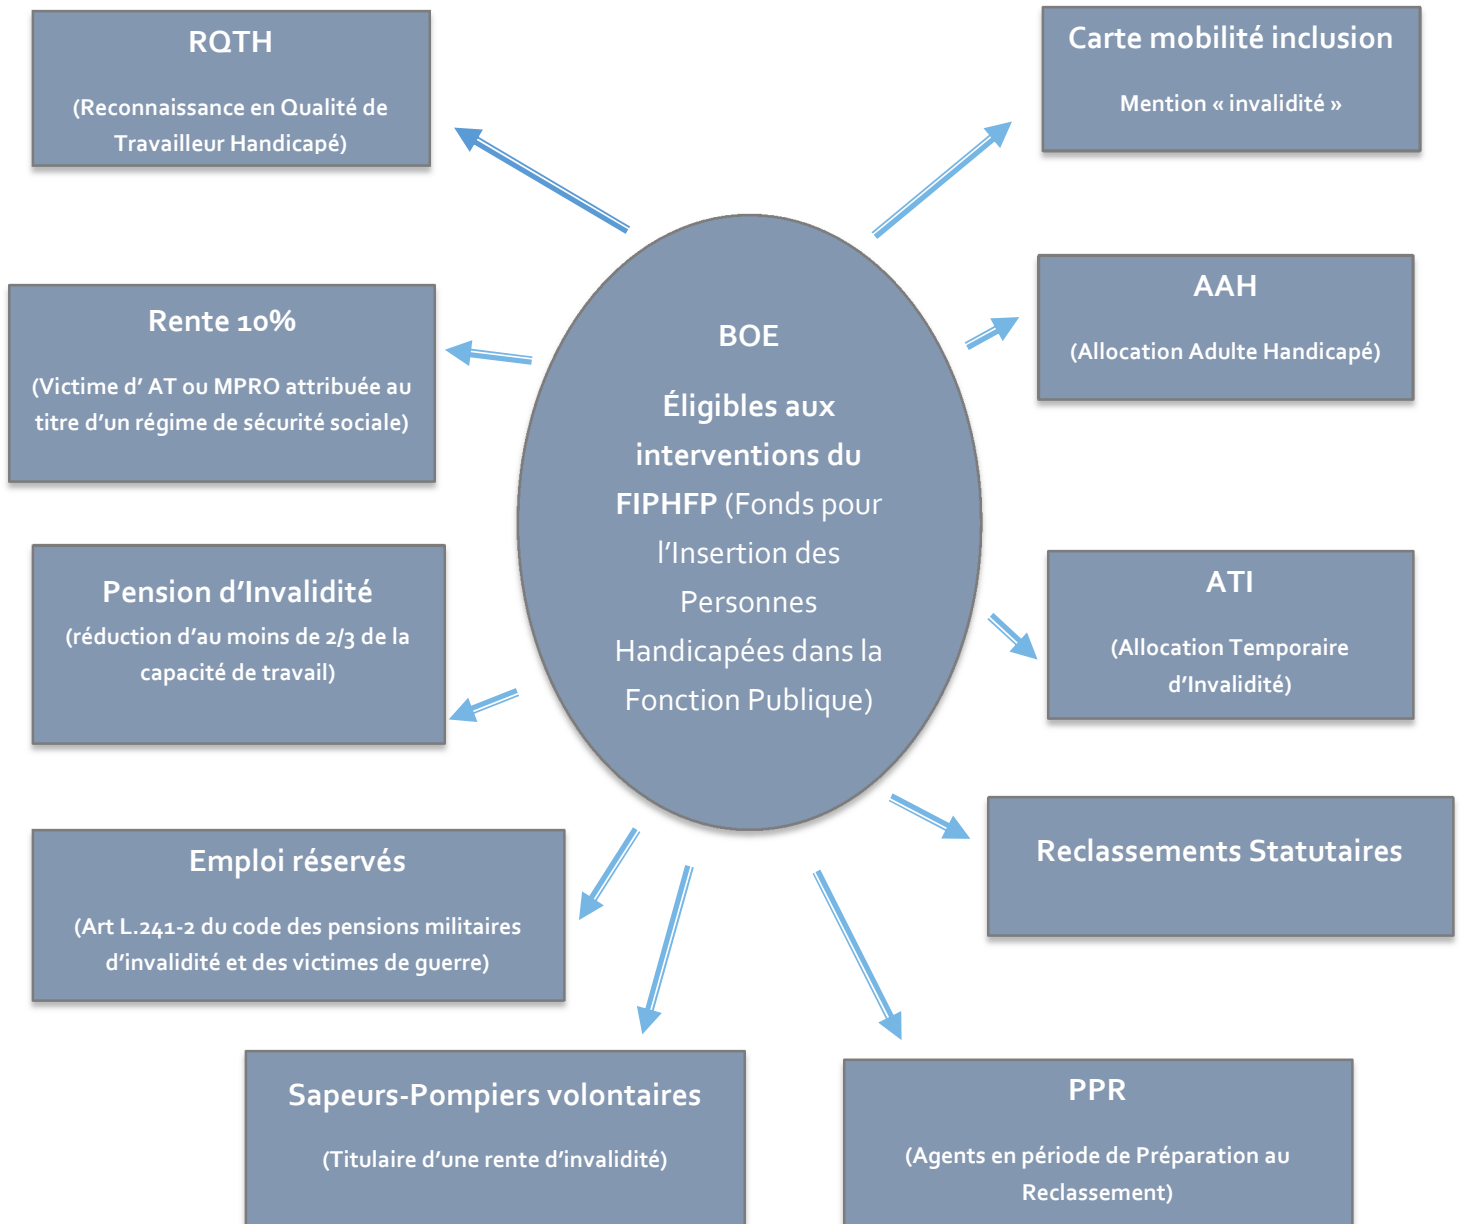 RQTH
(Reconnaissance en Qualité de
Travailleur Handicapé)
Carte mobilité inclusion
Mention « invalidité »
Rente 10%
(Victime d’ AT ou MPRO attribuée au
titre d’un régime de sécurité sociale)
BOE
Éligibles aux
interventions du
FIPHFP (Fonds pour
l’Insertion des
Personnes
Handicapées dans la
Fonction Publique)
AAH
(Allocation Adulte Handicapé)
Pension d’Invalidité
(réduction d’au moins de 2/3 de la
capacité de travail)
ATI
(Allocation Temporaire
d’Invalidité)
Emploi réservés
(Art L.241-2 du code des pensions militaires
d’invalidité et des victimes de guerre)
Reclassements Statutaires
Sapeurs-Pompiers volontaires
(Titulaire d’une rente d’invalidité)
PPR
(Agents en période de Préparation au
Reclassement)